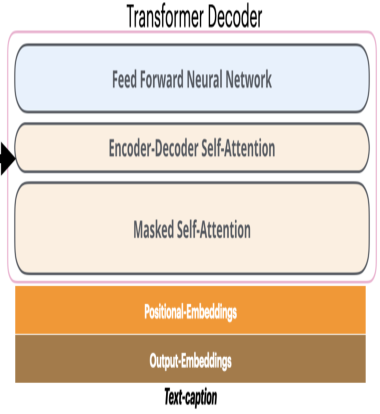 Transformer Decoder
Feed Forward Neural Network
Encoder-Decoder Self-Attention
Masked Self-Attention
Positional-Embeddings
Output-Embeddings
Text-caption